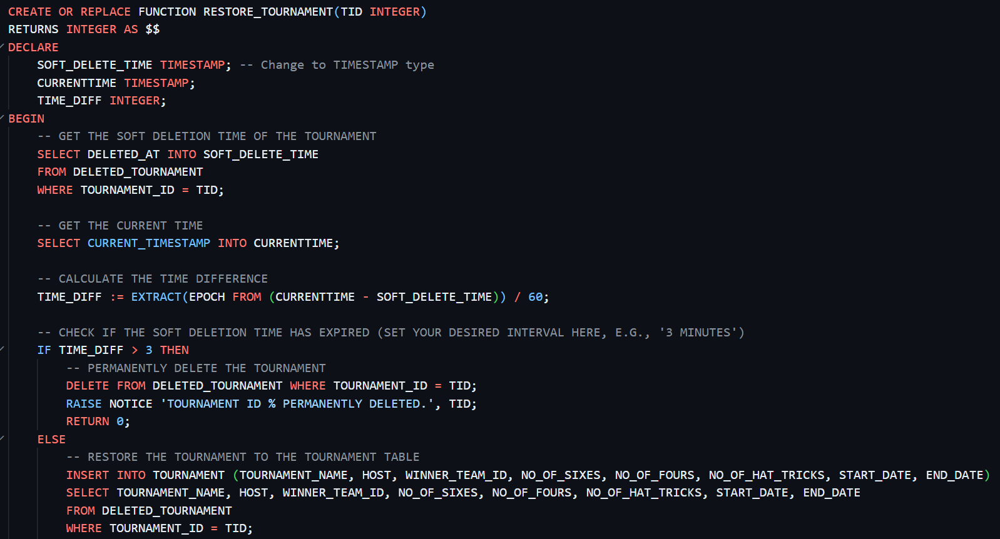 CREATE OR REPLACE FUNCTION RESTORE_TOURNAMENT(TID INTEGER)
RETURNS INTEGER AS $$
DECLARE
    SOFT_DELETE_TIME TIMESTAMP; -- Change to TIMESTAMP type
    CURRENTTIME TIMESTAMP;
    TIME_DIFF INTEGER;
BEGIN
    -- GET THE SOFT DELETION TIME OF THE TOURNAMENT
    SELECT DELETED_AT INTO SOFT_DELETE_TIME
    FROM DELETED_TOURNAMENT
    WHERE TOURNAMENT_ID = TID;

    -- GET THE CURRENT TIME
    SELECT CURRENT_TIMESTAMP INTO CURRENTTIME;

    -- CALCULATE THE TIME DIFFERENCE
    TIME_DIFF := EXTRACT(EPOCH FROM (CURRENTTIME - SOFT_DELETE_TIME)) / 60;

    -- CHECK IF THE SOFT DELETION TIME HAS EXPIRED (SET YOUR DESIRED INTERVAL HERE, E.G., '3 MINUTES')
    IF TIME_DIFF > 3 THEN
        -- PERMANENTLY DELETE THE TOURNAMENT
        DELETE FROM DELETED_TOURNAMENT WHERE TOURNAMENT_ID = TID;
        RAISE NOTICE 'TOURNAMENT ID % PERMANENTLY DELETED.', TID;
        RETURN 0;
    ELSE
        -- RESTORE THE TOURNAMENT TO THE TOURNAMENT TABLE
        INSERT INTO TOURNAMENT (TOURNAMENT_NAME, HOST, WINNER_TEAM_ID, NO_OF_SIXES, NO_OF_FOURS, NO_OF_HAT_TRICKS, START_DATE, END_DATE)
        SELECT TOURNAMENT_NAME, HOST, WINNER_TEAM_ID, NO_OF_SIXES, NO_OF_FOURS, NO_OF_HAT_TRICKS, START_DATE, END_DATE
        FROM DELETED_TOURNAMENT
        WHERE TOURNAMENT_ID = TID;